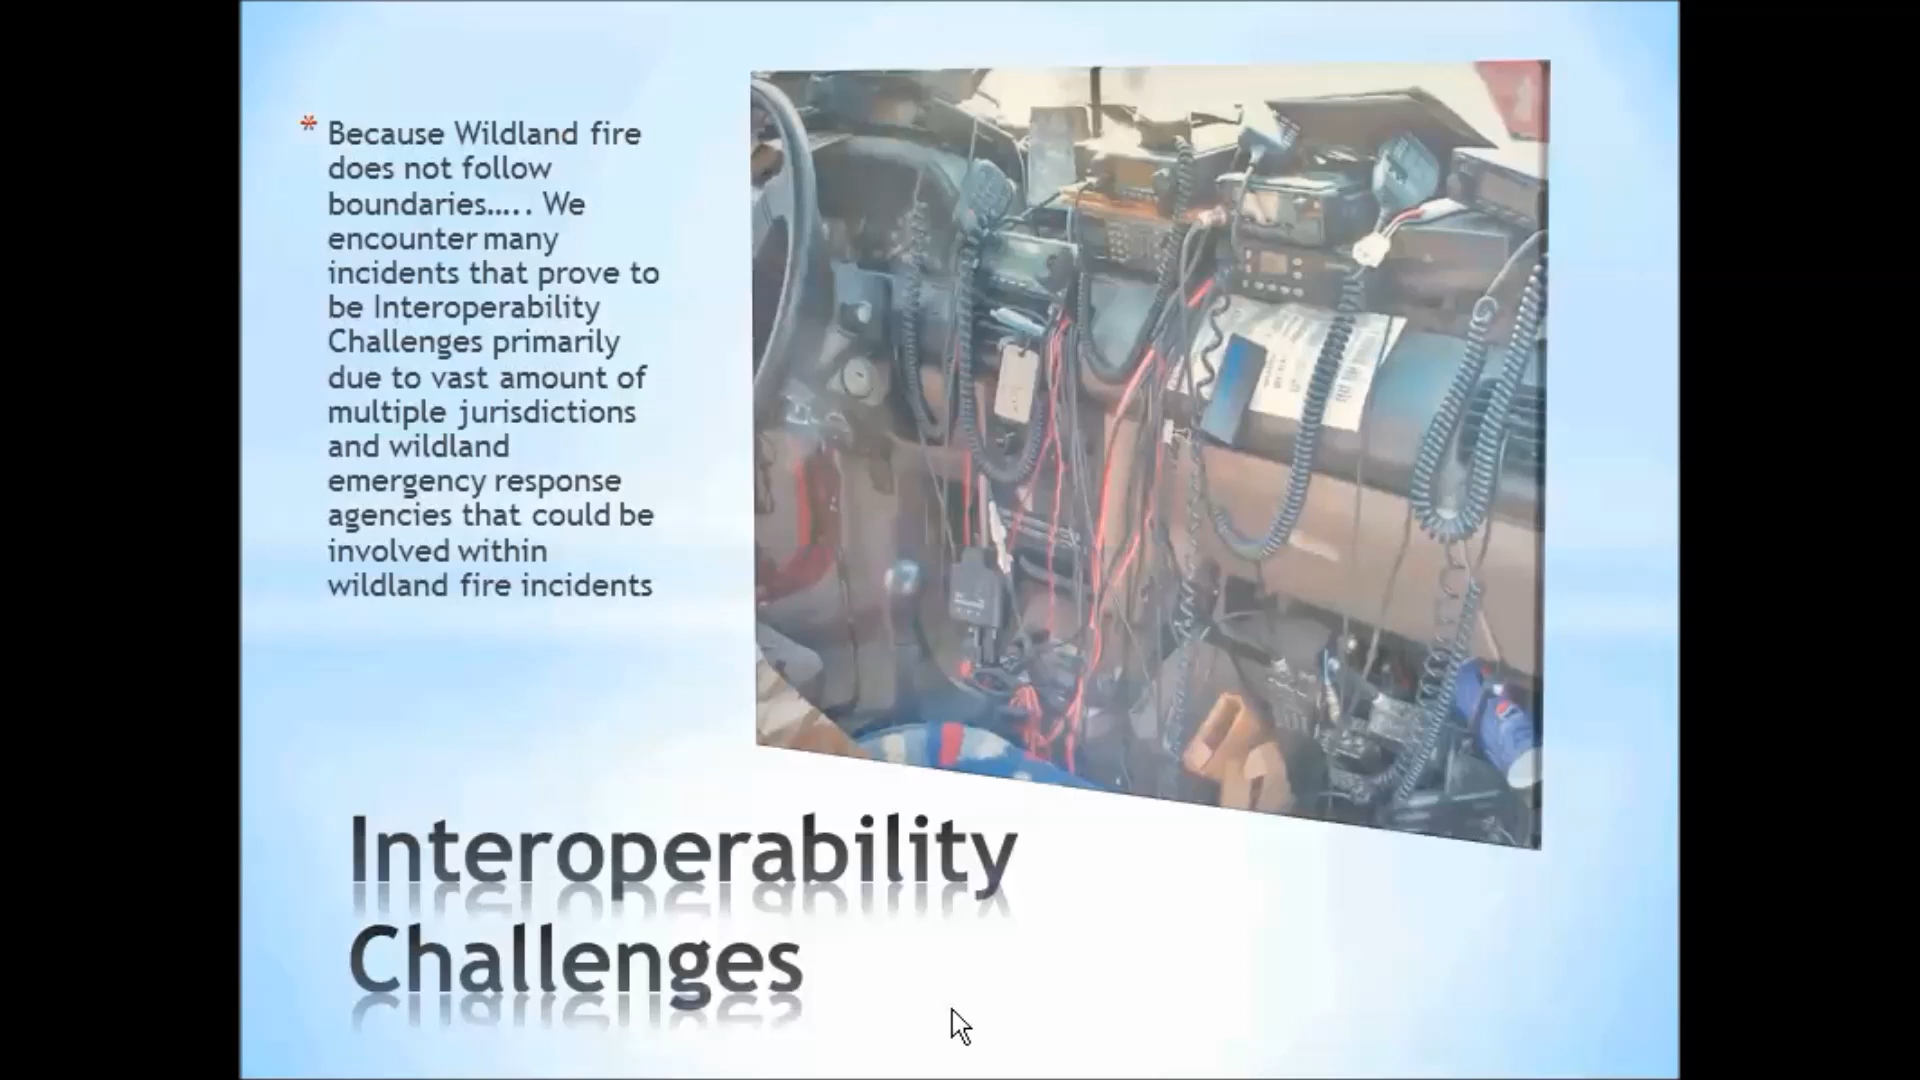 * Because Wildland fire
does not follow
boundaries….. We
encounter many
incidents that prove to
be Interoperability
Challenges primarily
due to vast amount of
multiple jurisdictions
and wildland
emergency response
agencies that could be
involved within
wildland fire incidents
Interoperability
Challenges